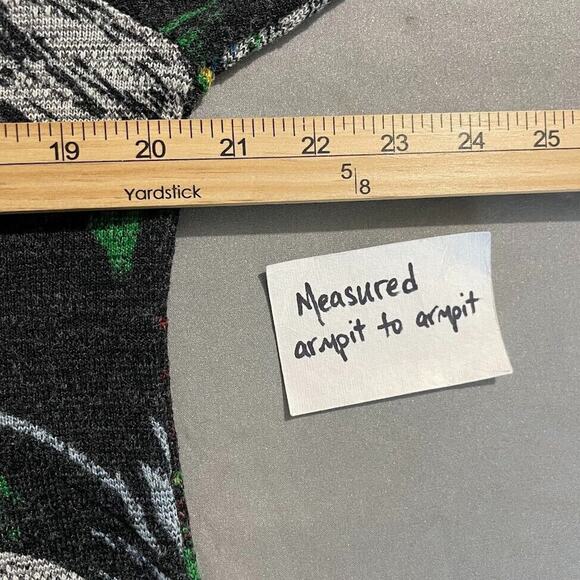 19 20 21 22 23 24 25
5/8
Yardstick
Measured
armpit to armpit